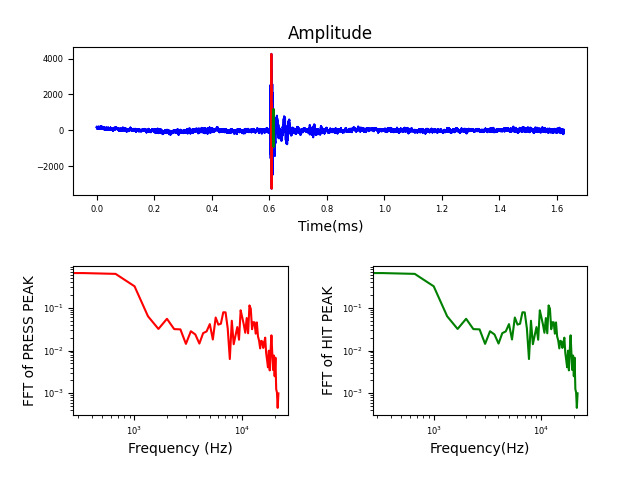 Amplitude
4000
2000
0
−2000
0.0 0.2 0.4 0.6 0.8 1.0 1.2 1.4 1.6
Time(ms)
FFT of PRESS PEAK
10⁻¹
10⁻²
10⁻³
10³ 10⁴
Frequency (Hz)
FFT of HIT PEAK
10⁻¹
10⁻²
10⁻³
10³ 10⁴
Frequency(Hz)